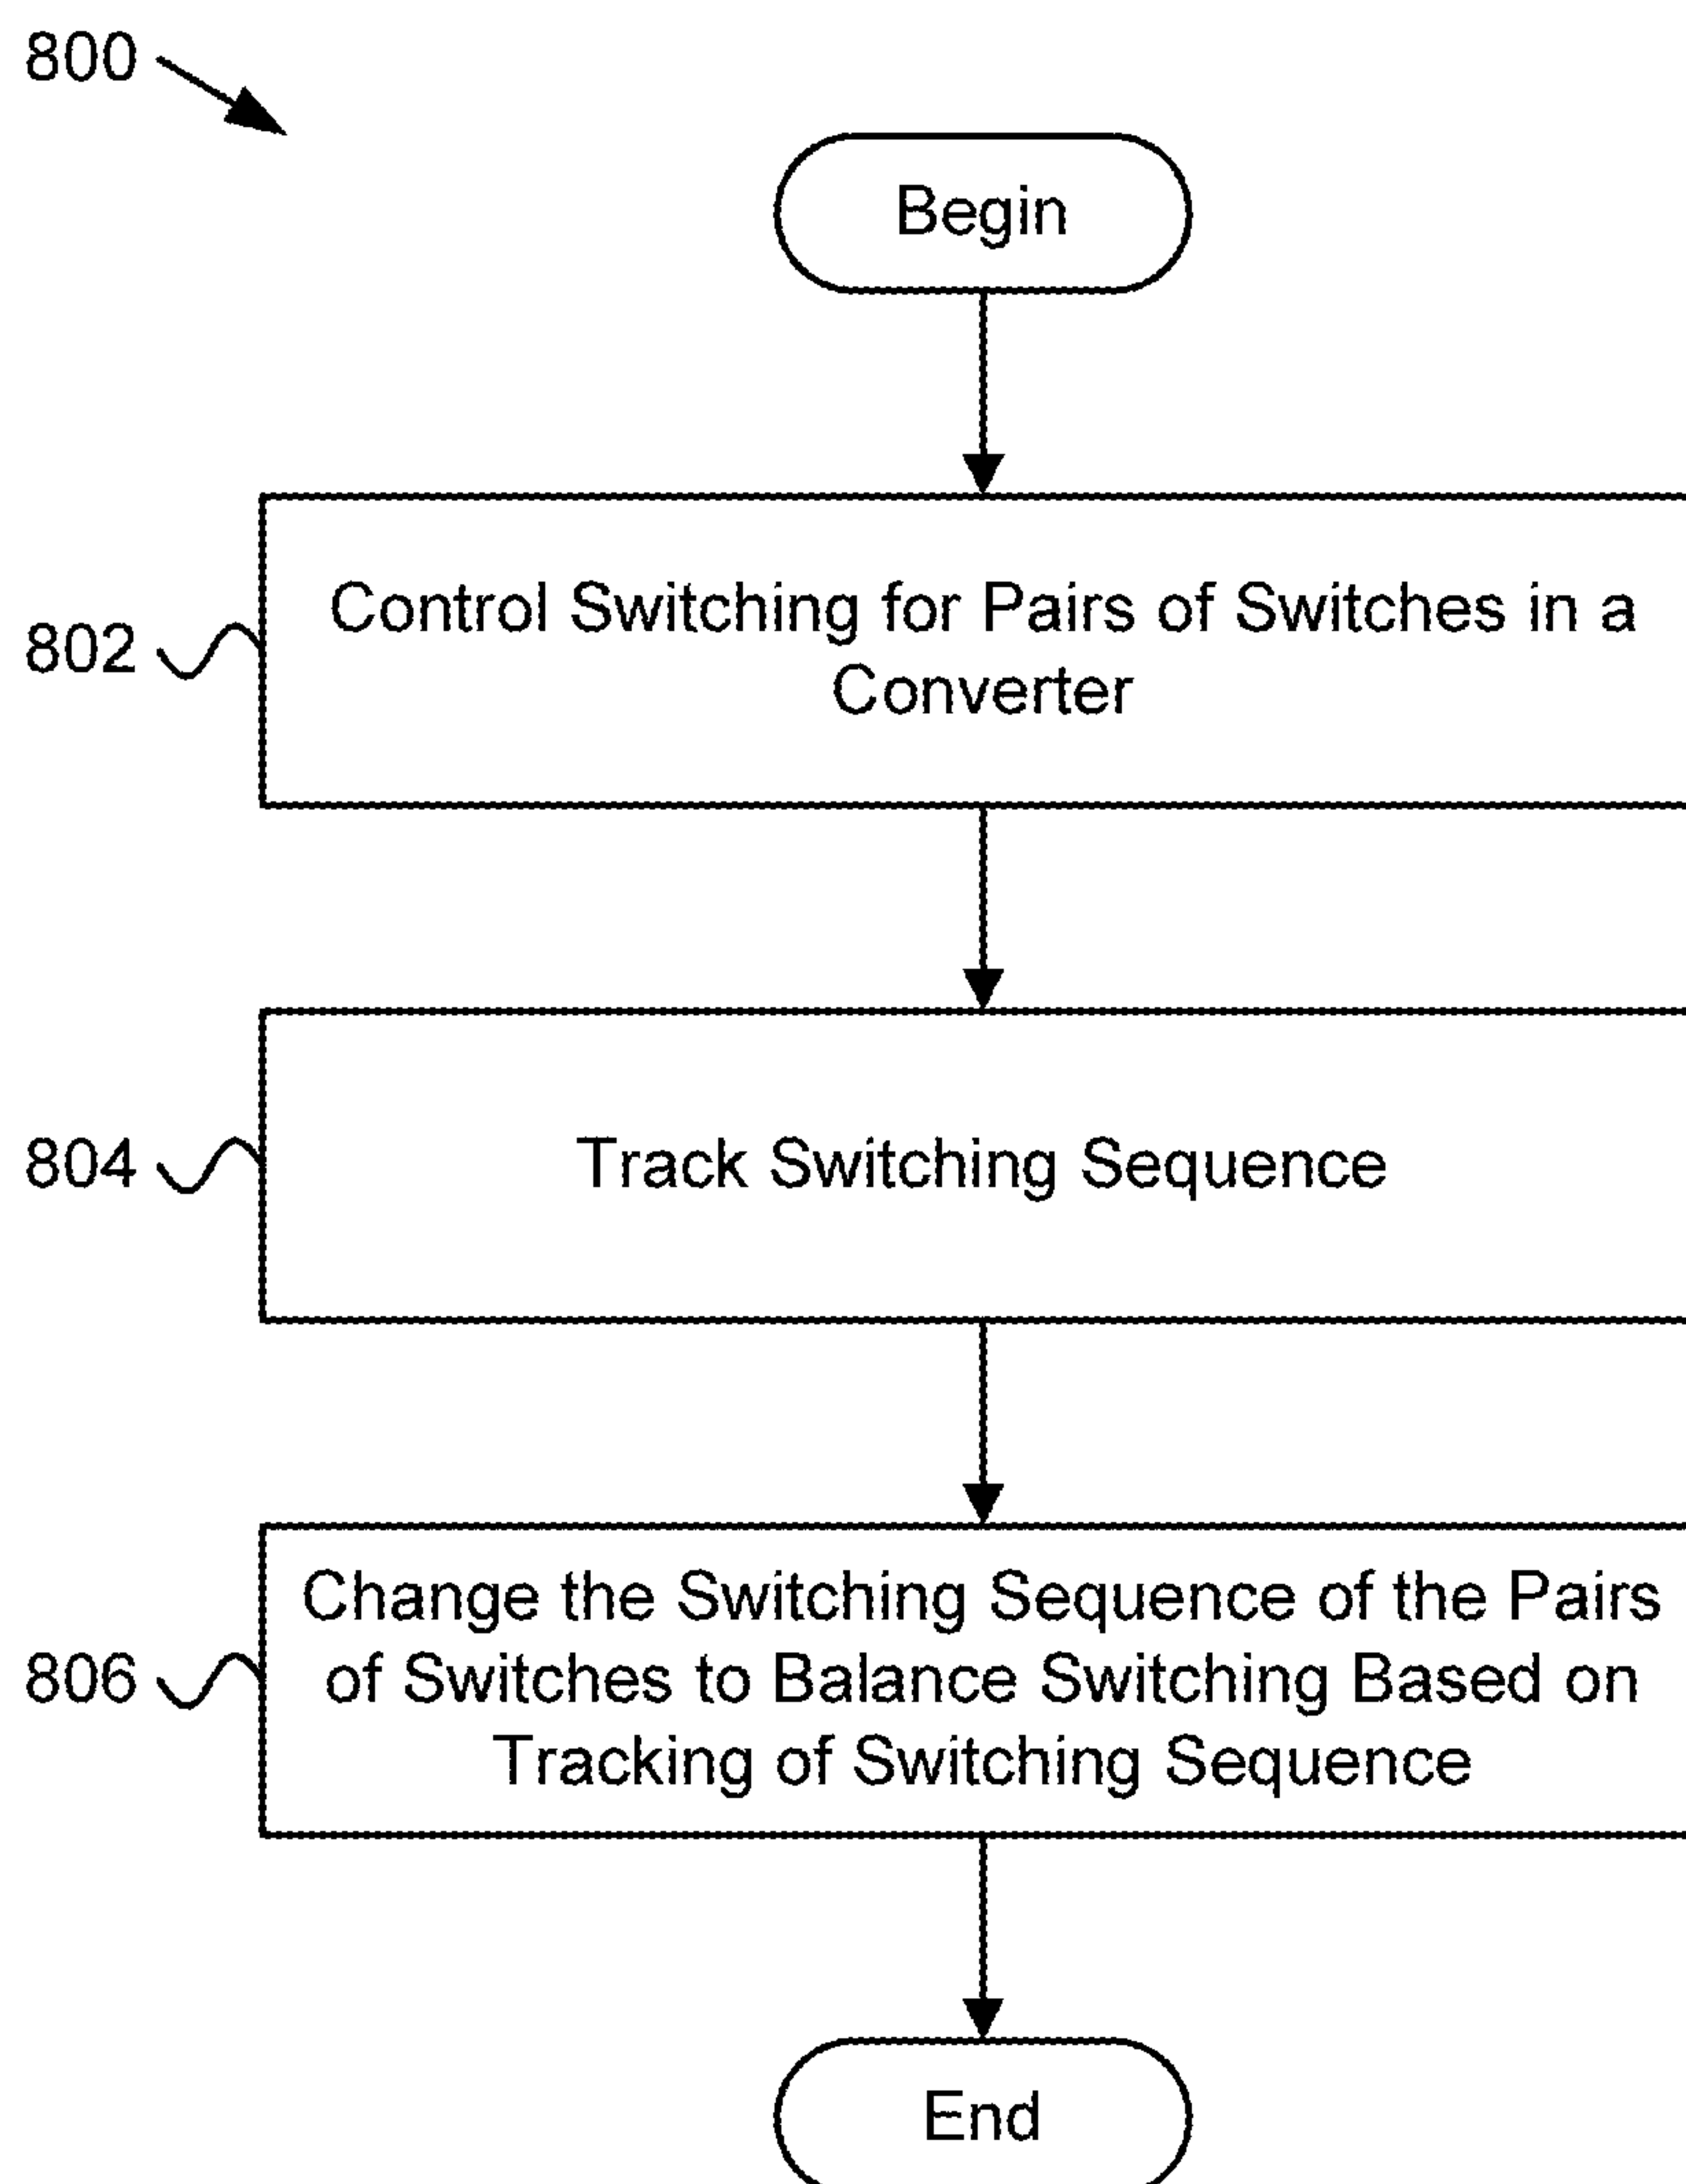 800
Begin
802
Control Switching for Pairs of Switches in a
Converter
804
Track Switching Sequence
806
Change the Switching Sequence of the Pairs
of Switches to Balance Switching Based on
Tracking of Switching Sequence
End